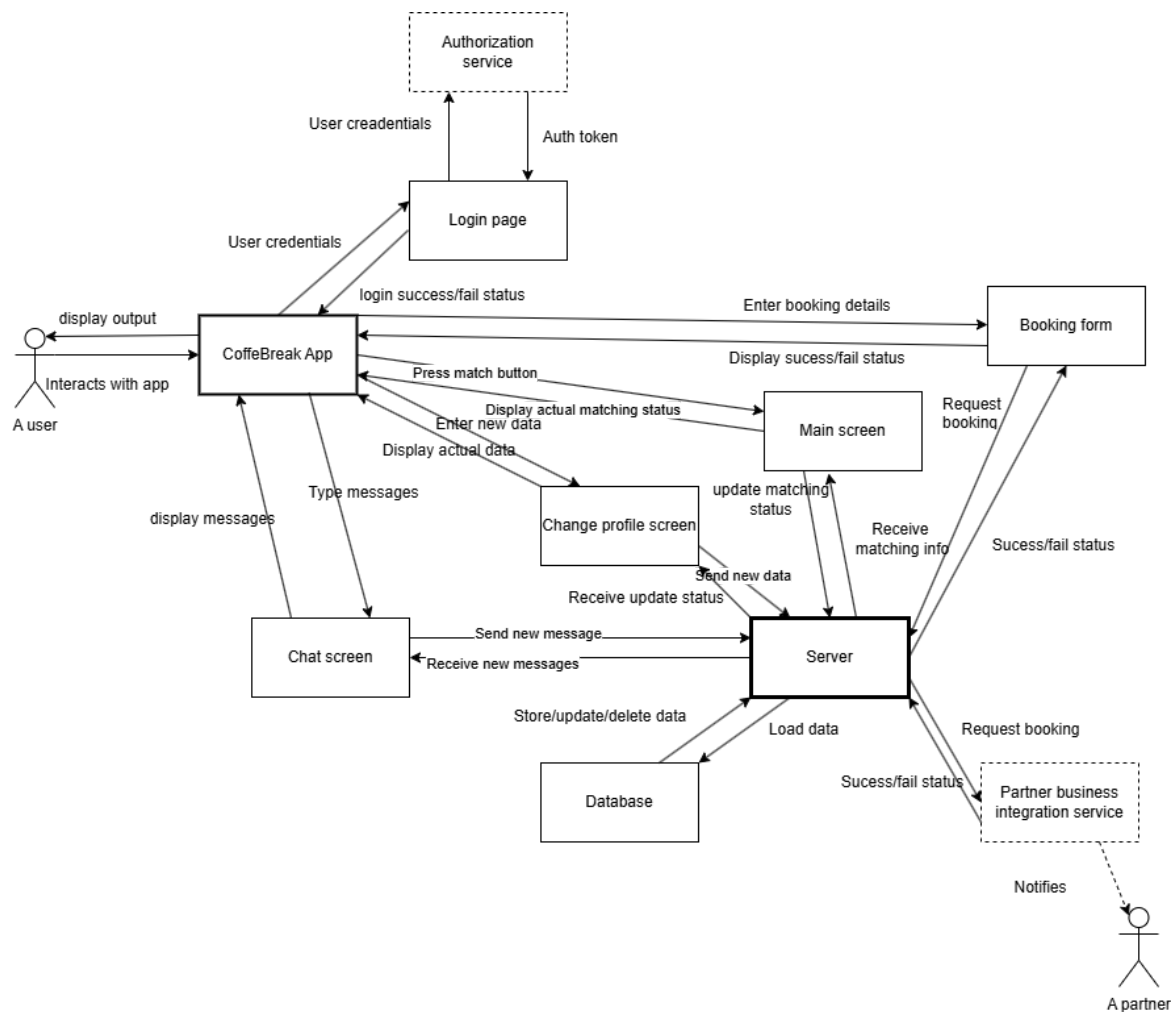 Authorization
service
User creadentials
Auth token
Login page
User credentials
login success/fail status
Enter booking details
display output
Booking form
CoffeBreak App
Display sucess/fail status
Press match button
Interacts with app
Request
booking
Display actual matching status
A user
Enter new data
Main screen
Display actual data
update matching
status
Type messages
display messages
Change profile screen
Receive
matching info
Sucess/fail status
Send new data
Receive update status
Send new message
Chat screen
Server
Receive new messages
Store/update/delete data
Load data
Request booking
Sucess/fail status
Database
Partner business
integration service
Notifies
A partner